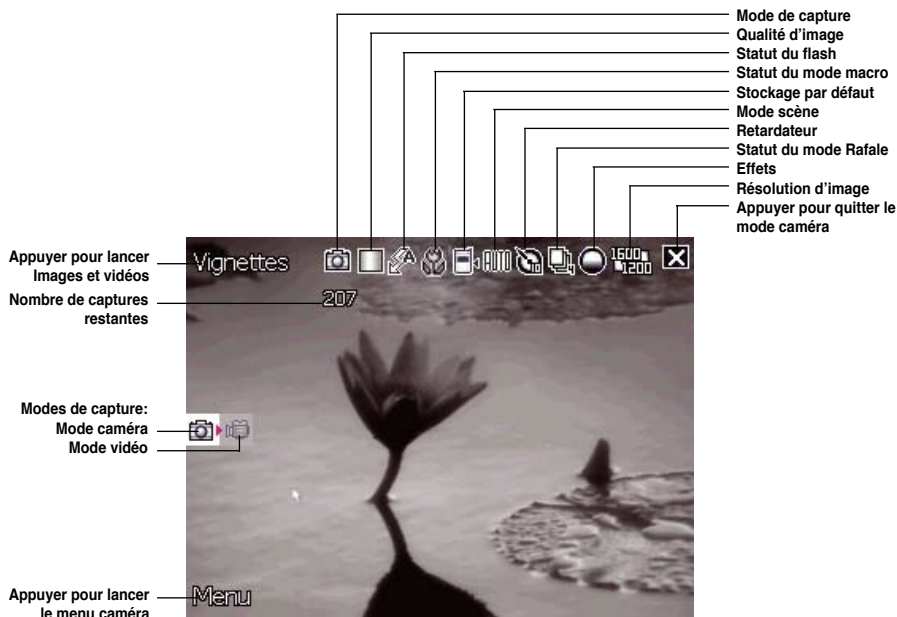 Mode de capture
Qualité d'image
Statut du flash
Statut du mode macro
Stockage par défaut
Mode scène
Retardateur
Statut du mode Rafale
Effets
Résolution d'image
Appuyer pour quitter le
mode caméra
Appuyer pour lancer
Images et vidéos
Nombre de captures
restantes
Modes de capture:
Mode caméra
Mode vidéo
Appuyer pour lancer
le menu caméra
Vignettes
A
4
AUTO
10
1600
1200
207
Menu